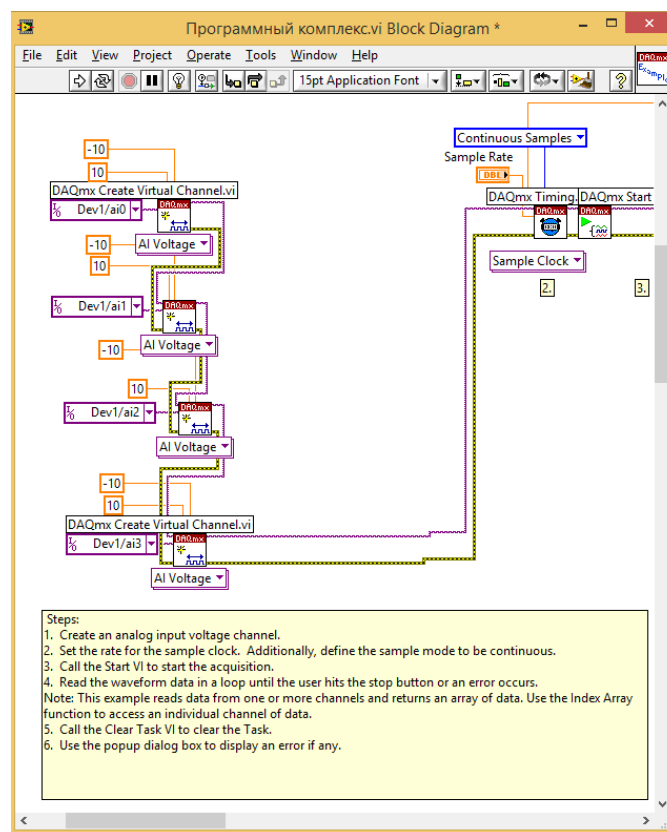 Программный комплекс.vi Block Diagram *
File Edit View Project Operate Tools Window Help
15pt Application Font
DAQmx
-10
10
DAQmx Create Virtual Channel.vi
Dev1/ai0
DAQmx
AI Voltage
-10
10
Dev1/ai1
DAQmx
AI Voltage
-10
10
Dev1/ai2
DAQmx
AI Voltage
-10
10
DAQmx Create Virtual Channel.vi
Dev1/ai3
DAQmx
AI Voltage
Continuous Samples
Sample Rate
DBL
DAQmx Timing. DAQmx Start
DAQmx DAQmx
Sample Clock
2. 3.
Steps:
1. Create an analog input voltage channel.
2. Set the rate for the sample clock. Additionally, define the sample mode to be continuous.
3. Call the Start VI to start the acquisition.
4. Read the waveform data in a loop until the user hits the stop button or an error occurs.
Note: This example reads data from one or more channels and returns an array of data. Use the Index Array
function to access an individual channel of data.
5. Call the Clear Task VI to clear the Task.
6. Use the popup dialog box to display an error if any.